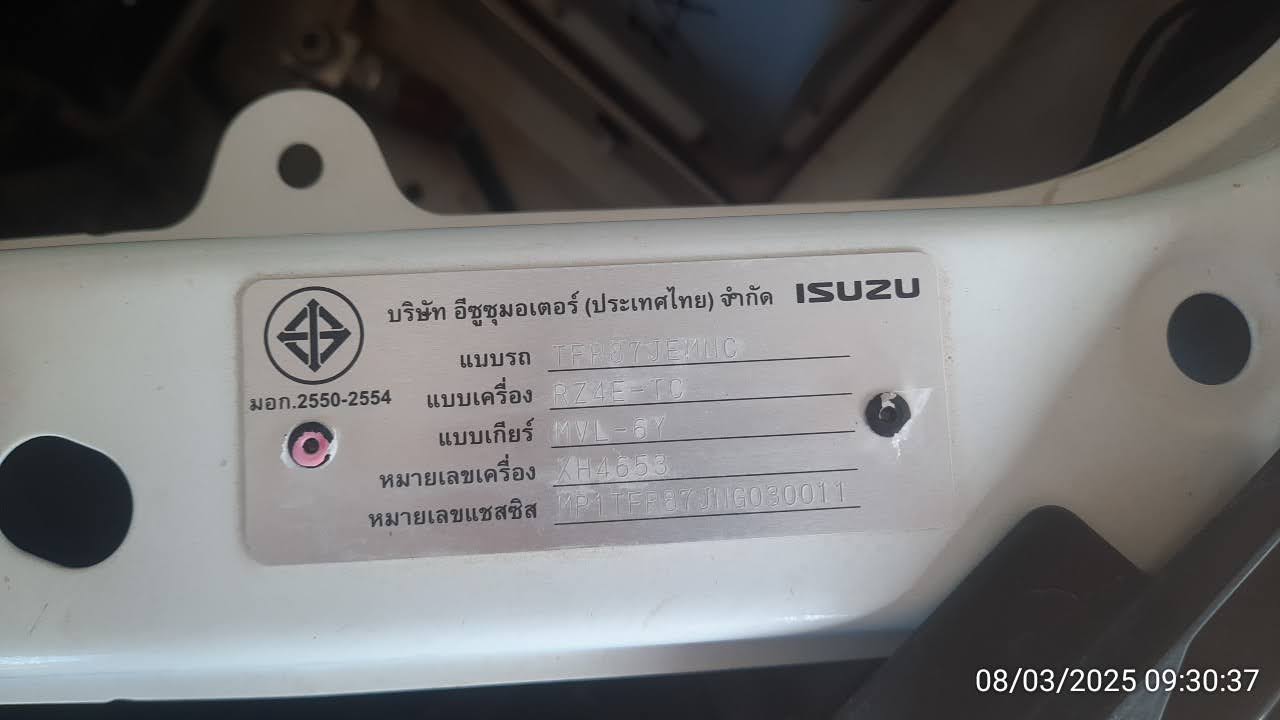 บริษัท อีซูซุมอเตอร์ (ประเทศไทย) จำกัด ISUZU
แบบรถ
มอก.2550-2554
แบบเครื่อง RZ4E-TC
แบบเกียร์ MVL-6Y
หมายเลขเครื่อง XH4653
หมายเลขแชสซิส
08/03/2025 09:30:37